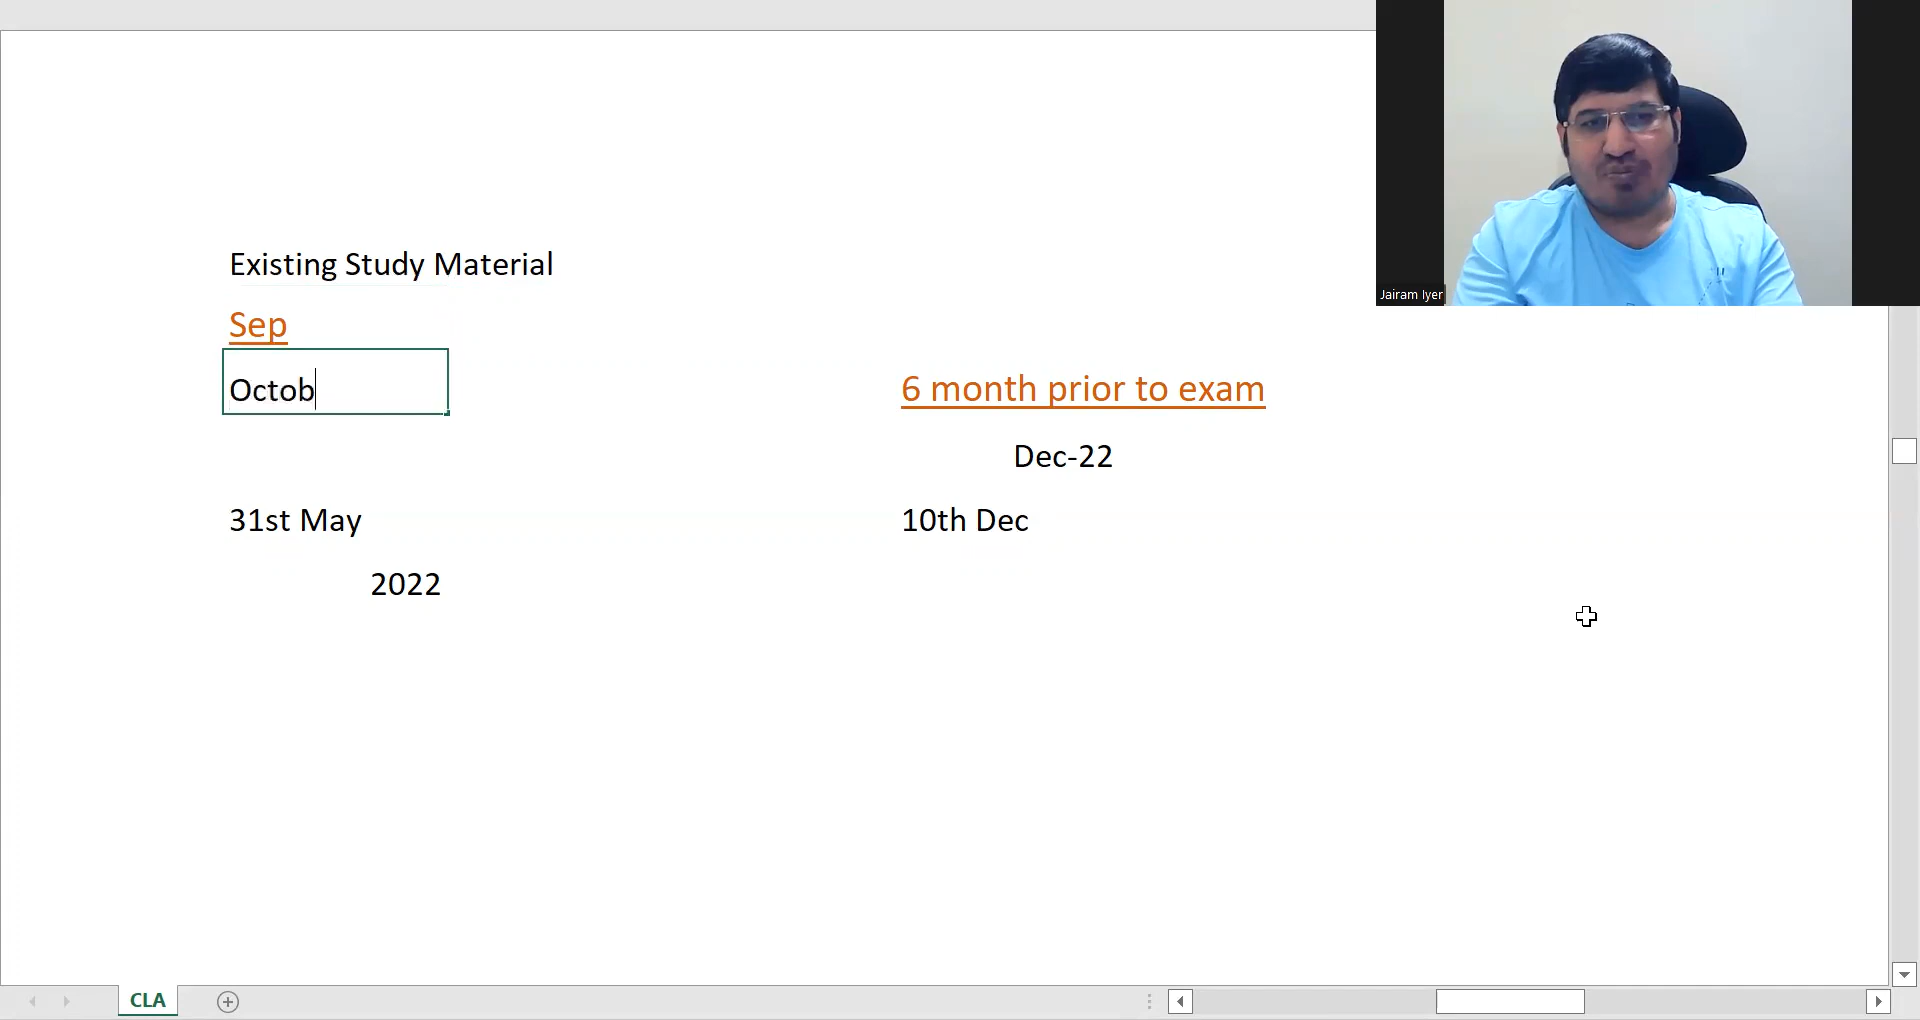 Jairam Iyer
Existing Study Material
Sep
Octob
6 month prior to exam
Dec-22
31st May
10th Dec
2022
CLA